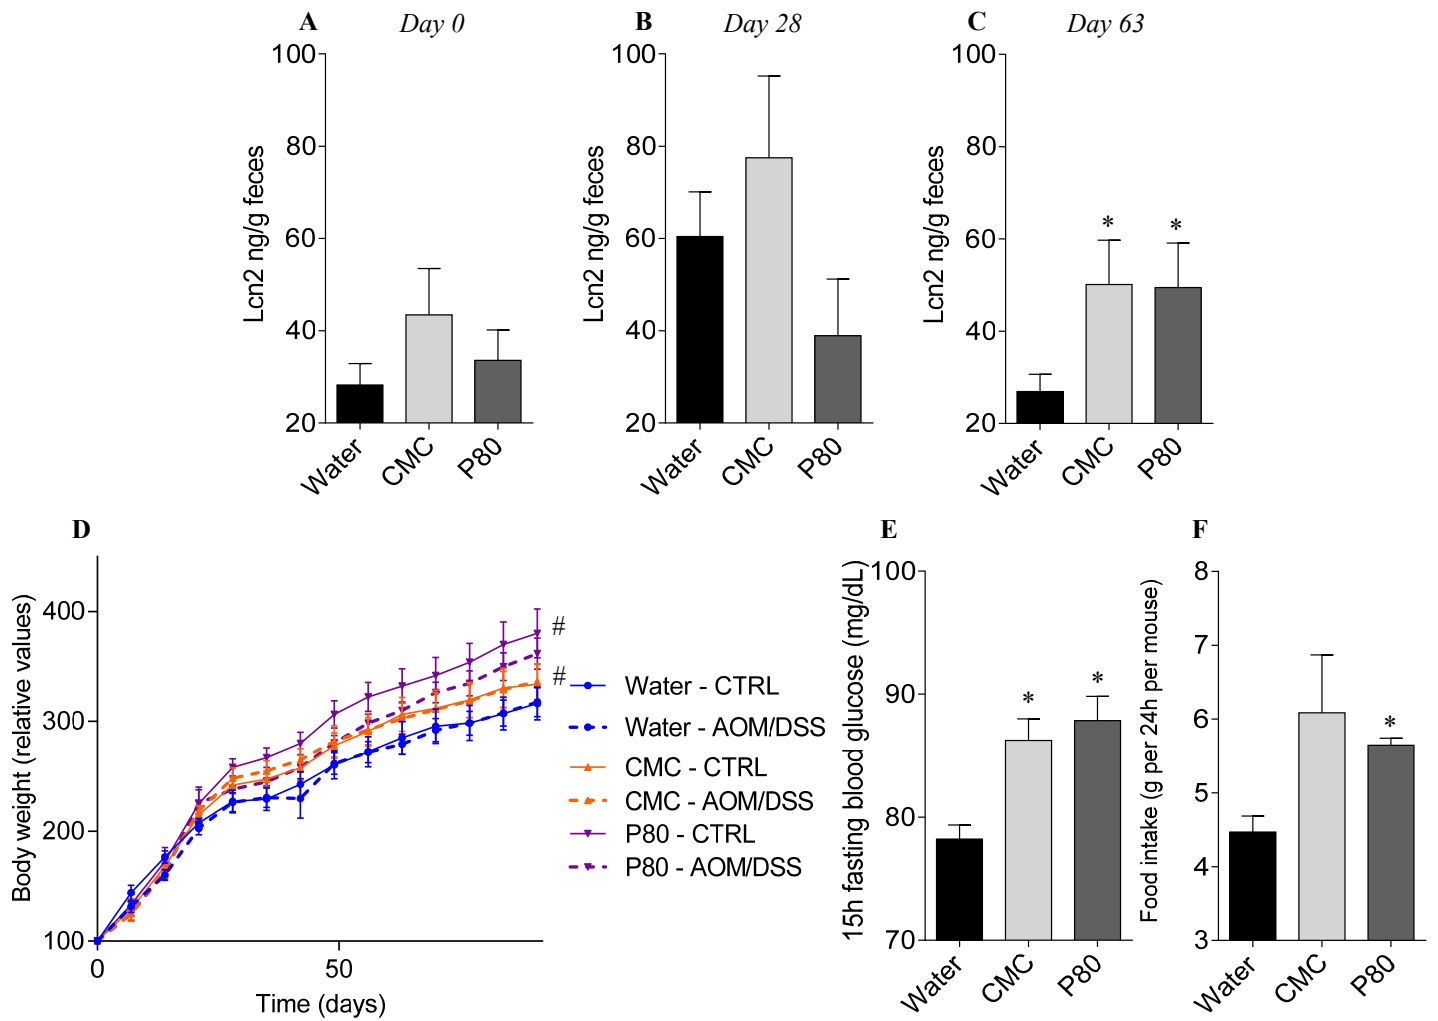 A
Day 0
B
Day 28
C
Day 63
Lcn2 ng/g feces
100
80
60
40
20
Water
CMC
P80
Lcn2 ng/g feces
100
80
60
40
20
Water
CMC
P80
Lcn2 ng/g feces
100
80
60
40
20
*
*
Water
CMC
P80
D
Body weight (relative values)
400
300
200
100
0
50
Time (days)
#
#
Water - CTRL
Water - AOM/DSS
CMC - CTRL
CMC - AOM/DSS
P80 - CTRL
P80 - AOM/DSS
E
15h fasting blood glucose (mg/dL)
100
90
80
70
*
*
Water
CMC
P80
F
Food intake (g per 24h per mouse)
8
7
6
5
4
3
*
Water
CMC
P80